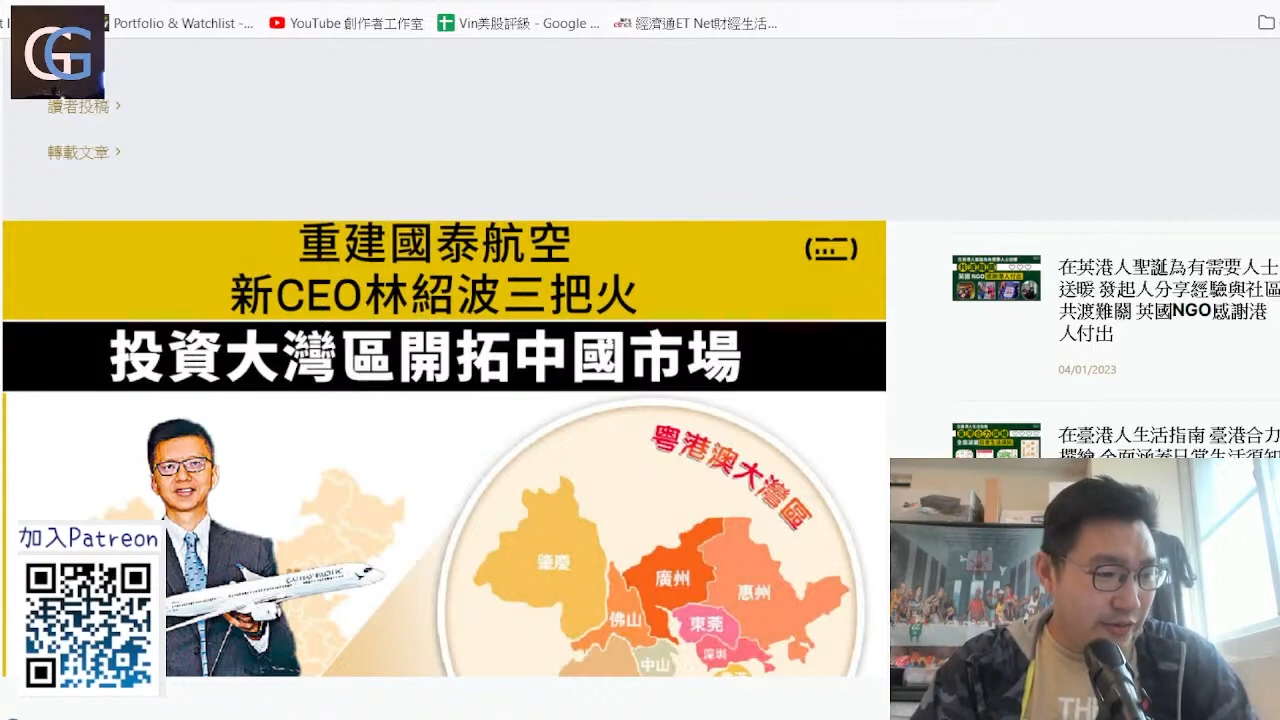 Portfolio & Watchlist -...
YouTube 創作者工作室
Vin美股評級 - Google ...
經濟通ET Net財經生活...
GG
讀者投稿 >
轉載文章 >
重建國泰航空
新CEO林紹波三把火
投資大灣區開拓中國市場
粵港澳大灣區
肇慶
廣州
惠州
佛山
東莞
深圳
中山
CATHAY PACIFIC
加入Patreon
在英港人聖誕為有需要人士
送暖 發起人分享經驗與社區
共渡難關 英國NGO感謝港
人付出
04/01/2023
在臺港人生活指南 臺港合力